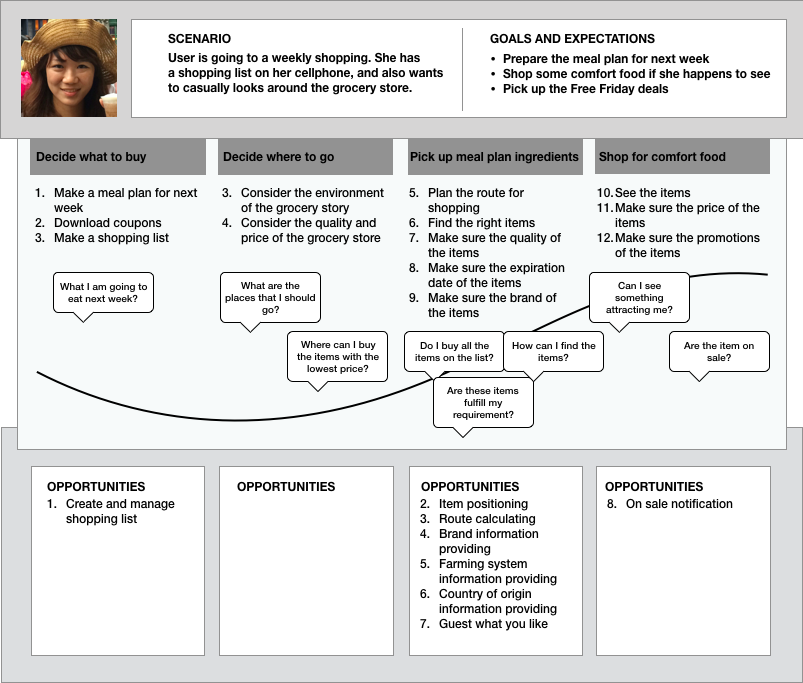 SCENARIO
User is going to a weekly shopping. She has
a shopping list on her cellphone, and also wants
to casually looks around the grocery store.
GOALS AND EXPECTATIONS
• Prepare the meal plan for next week
• Shop some comfort food if she happens to see
• Pick up the Free Friday deals
Decide what to buy
1. Make a meal plan for next
week
2. Download coupons
3. Make a shopping list
What I am going to
eat next week?
Decide where to go
3. Consider the environment
of the grocery story
4. Consider the quality and
price of the grocery store
What are the
places that I should
go?
Where can I buy
the items with the
lowest price?
Pick up meal plan ingredients
5. Plan the route for
shopping
6. Find the right items
7. Make sure the quality of
the items
8. Make sure the expiration
date of the items
9. Make sure the brand of
the items
Do I buy all the
items on the list?
How can I find the
items?
Are these items
fulfill my
requirement?
Shop for comfort food
10. See the items
11. Make sure the price of the
items
12. Make sure the promotions
of the items
Can I see
something
attracting me?
Are the item on
sale?
OPPORTUNITIES
1. Create and manage
shopping list
OPPORTUNITIES
OPPORTUNITIES
2. Item positioning
3. Route calculating
4. Brand information
providing
5. Farming system
information providing
6. Country of origin
information providing
7. Guest what you like
OPPORTUNITIES
8. On sale notification